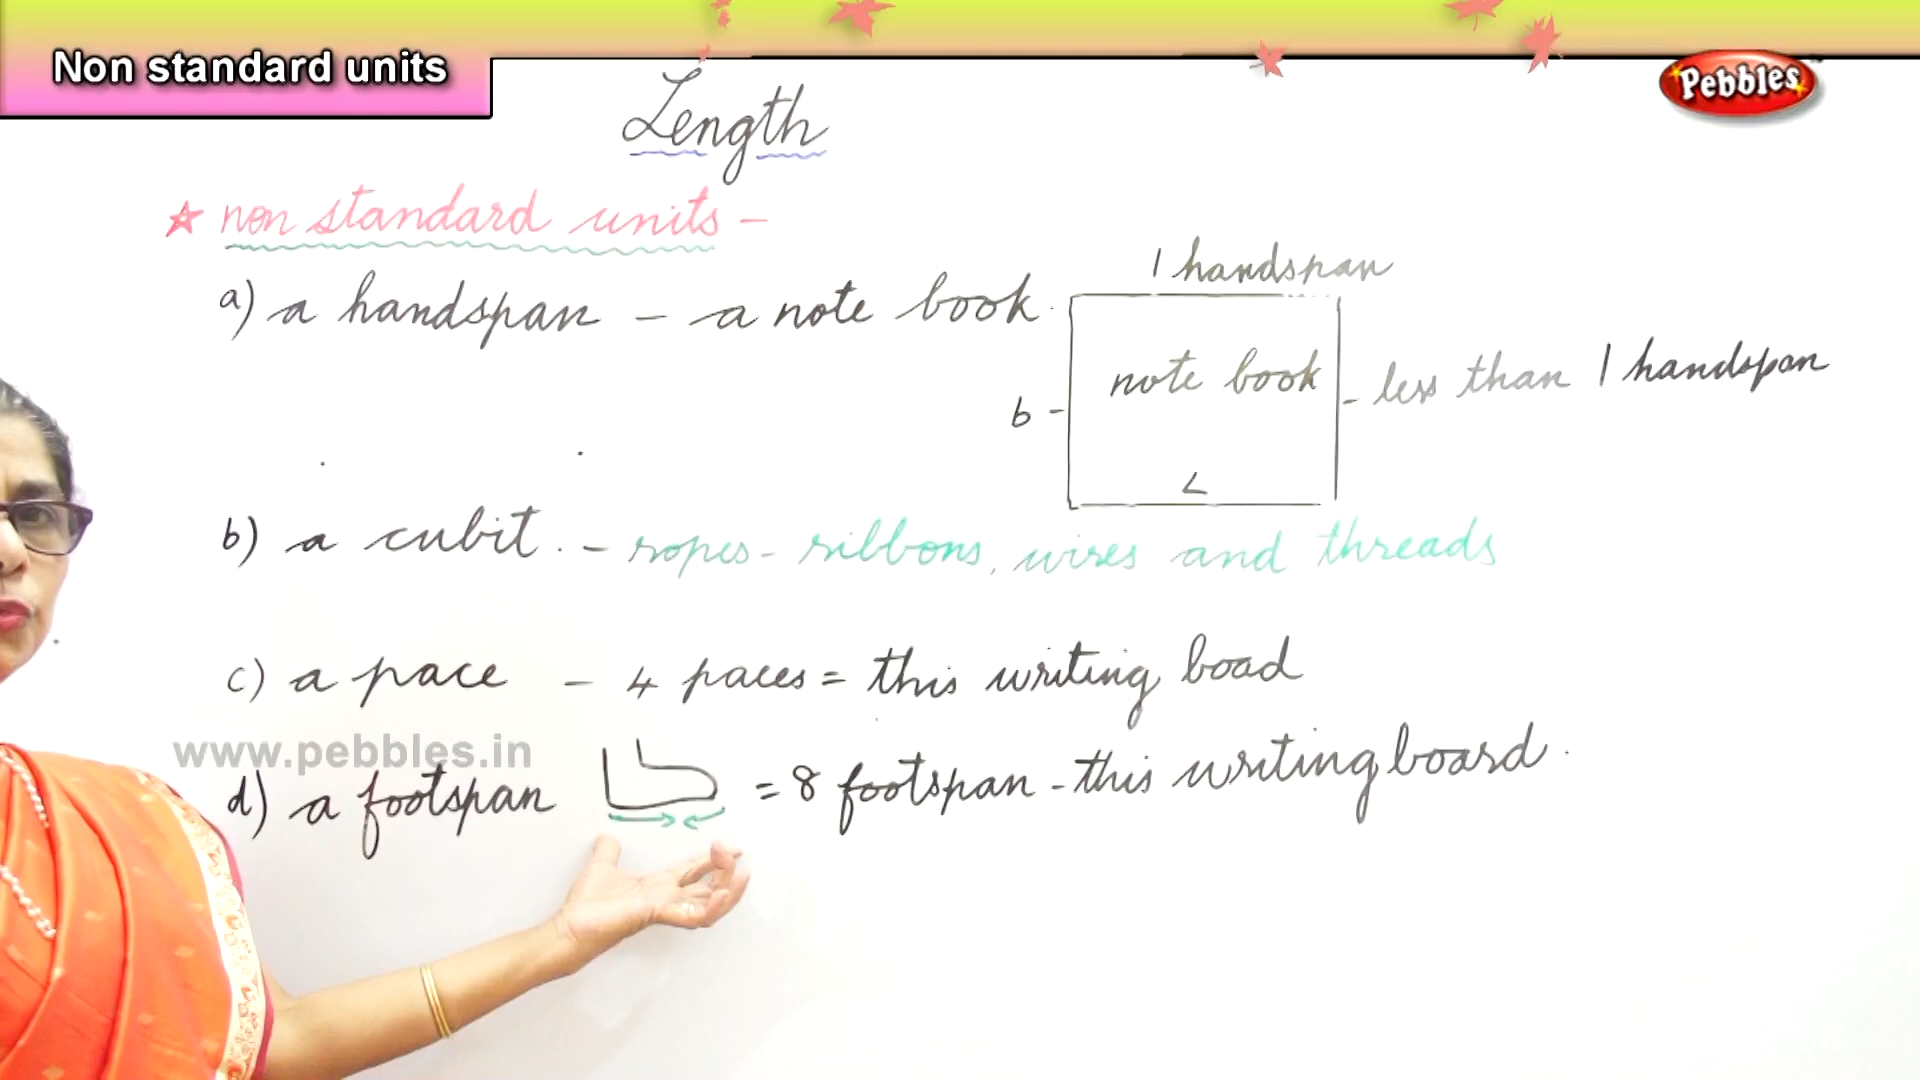 Non standard units
Pebbles
Length
non standard units -
a) a handspan - a note book.
1 handspan
note book
b - - less than 1 handspan
L
b) a cubit. - ropes - ribbons, wires and threads
c) a pace - 4 paces = this writing boad
www.pebbles.in
d) a footspan = 8 footspan - this writing board.